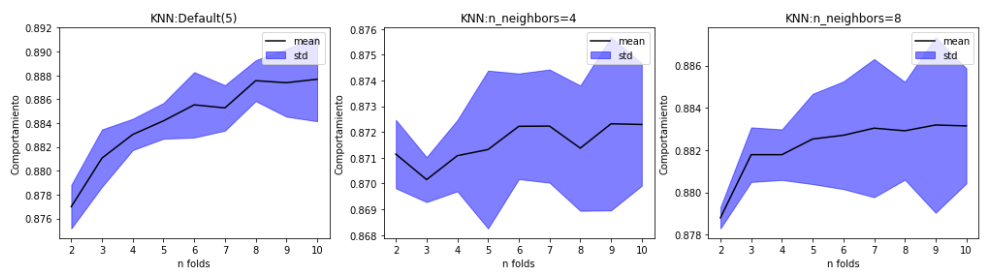 KNN:Default(5)
0.892
0.890
0.888
0.886
0.884
0.882
0.880
0.878
0.876
Comportamiento
mean
std
2 3 4 5 6 7 8 9 10
n folds
KNN:n_neighbors=4
0.876
0.875
0.874
0.873
0.872
0.871
0.870
0.869
0.868
Comportamiento
mean
std
2 3 4 5 6 7 8 9 10
n folds
KNN:n_neighbors=8
0.886
0.884
0.882
0.880
0.878
Comportamiento
mean
std
2 3 4 5 6 7 8 9 10
n folds